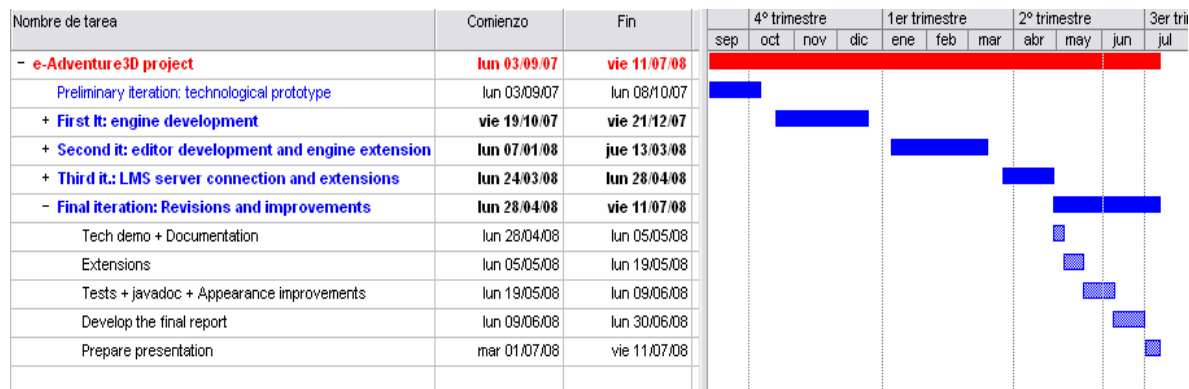 Nombre de tarea Comienzo Fin 4º trimestre 1er trimestre 2º trimestre 3er tri
sep oct nov dic ene feb mar abr may jun jul
− e-Adventure3D project lun 03/09/07 vie 11/07/08
Preliminary iteration: technological prototype lun 03/09/07 lun 08/10/07
+ First It: engine development vie 19/10/07 vie 21/12/07
+ Second it: editor development and engine extension lun 07/01/08 jue 13/03/08
+ Third it.: LMS server connection and extensions lun 24/03/08 lun 28/04/08
− Final iteration: Revisions and improvements lun 28/04/08 vie 11/07/08
Tech demo + Documentation lun 28/04/08 lun 05/05/08
Extensions lun 05/05/08 lun 19/05/08
Tests + javadoc + Appearance improvements lun 19/05/08 lun 09/06/08
Develop the final report lun 09/06/08 lun 30/06/08
Prepare presentation mar 01/07/08 vie 11/07/08